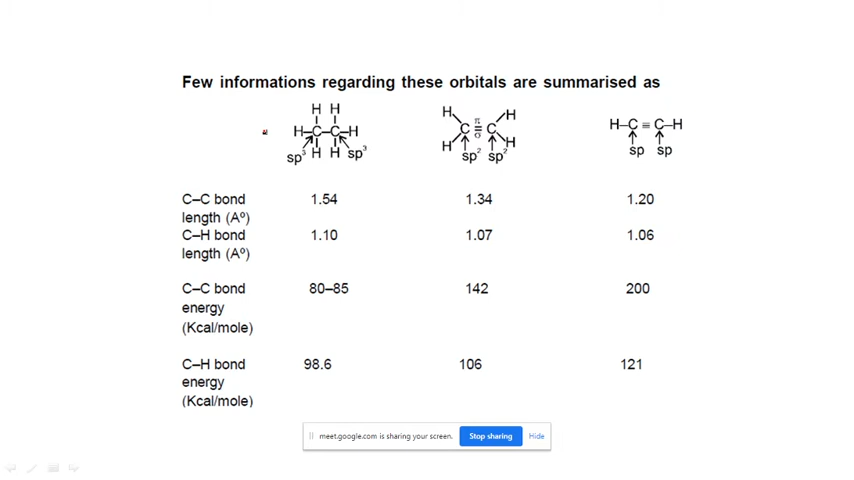 Few informations regarding these orbitals are summarised as
H H
H–C–C–H
H H
sp³ sp³
H H
C π σ C
H H
sp² sp²
H–C ≡ C–H
sp sp
C–C bond length (Aº) 1.54 1.34 1.20
C–H bond length (Aº) 1.10 1.07 1.06
C–C bond energy (Kcal/mole) 80–85 142 200
C–H bond energy (Kcal/mole) 98.6 106 121
meet.google.com is sharing your screen. Stop sharing Hide